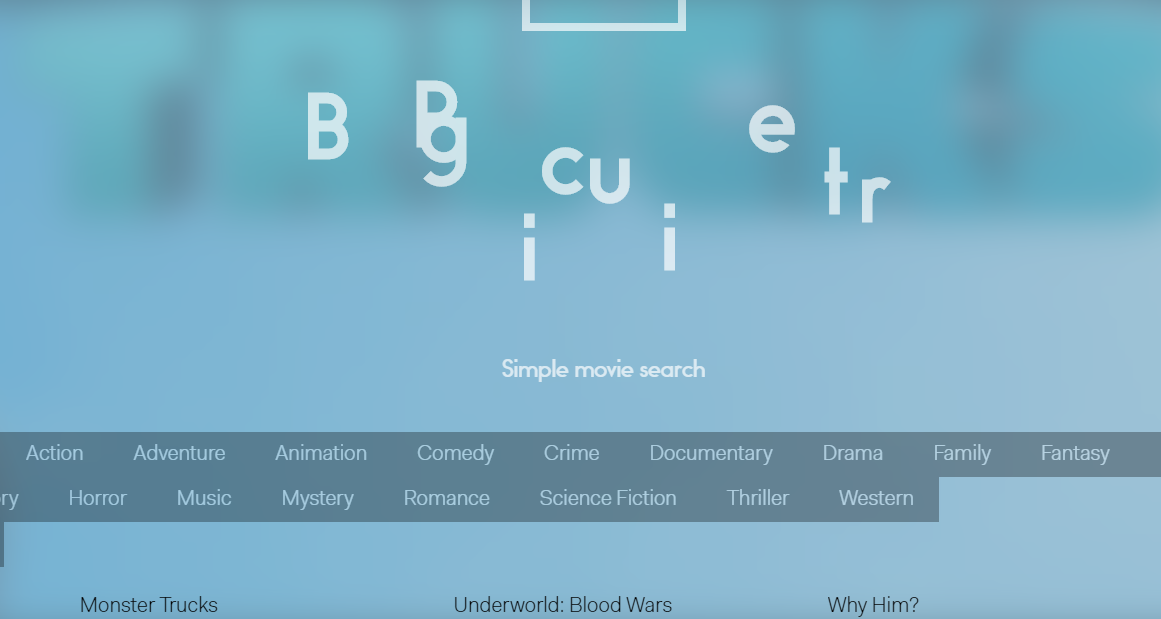 B B g i c u i e t r
Simple movie search
Action Adventure Animation Comedy Crime Documentary Drama Family Fantasy
ry Horror Music Mystery Romance Science Fiction Thriller Western
Monster Trucks Underworld: Blood Wars Why Him?